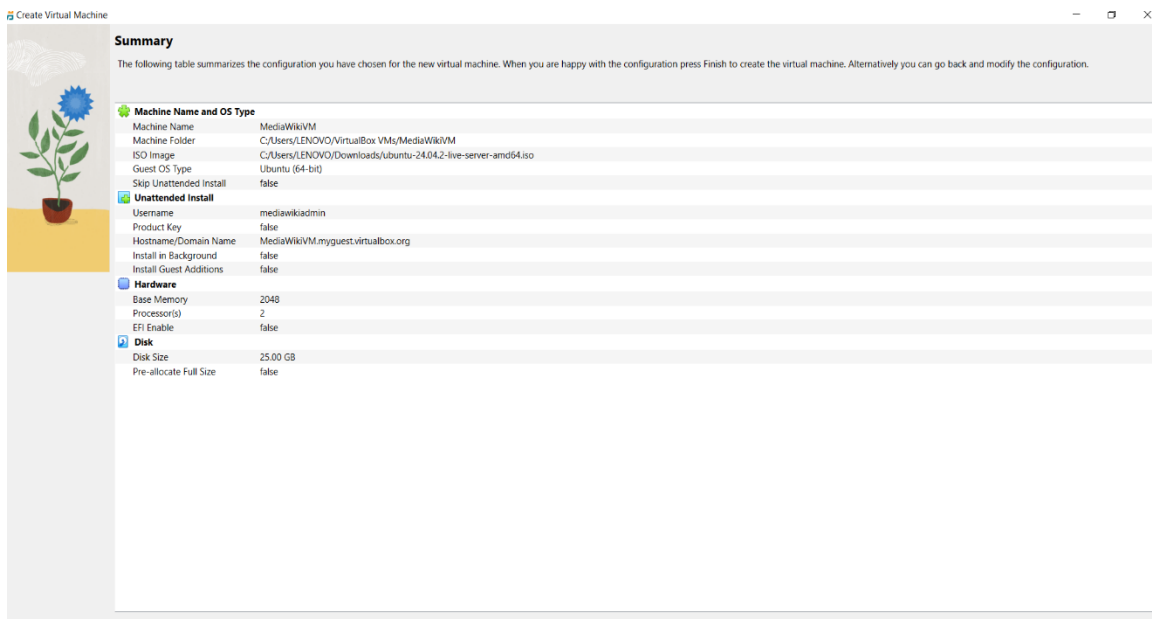 Create Virtual Machine
Summary
The following table summarizes the configuration you have chosen for the new virtual machine. When you are happy with the configuration press Finish to create the virtual machine. Alternatively you can go back and modify the configuration.
Machine Name and OS Type
Machine Name MediaWikiVM
Machine Folder C:/Users/LENOVO/VirtualBox VMs/MediaWikiVM
ISO Image C:/Users/LENOVO/Downloads/ubuntu-24.04.2-live-server-amd64.iso
Guest OS Type Ubuntu (64-bit)
Skip Unattended Install false
Unattended Install
Username mediawikiadmin
Product Key false
Hostname/Domain Name MediaWikiVM.myguest.virtualbox.org
Install in Background false
Install Guest Additions false
Hardware
Base Memory 2048
Processor(s) 2
EFI Enable false
Disk
Disk Size 25.00 GB
Pre-allocate Full Size false